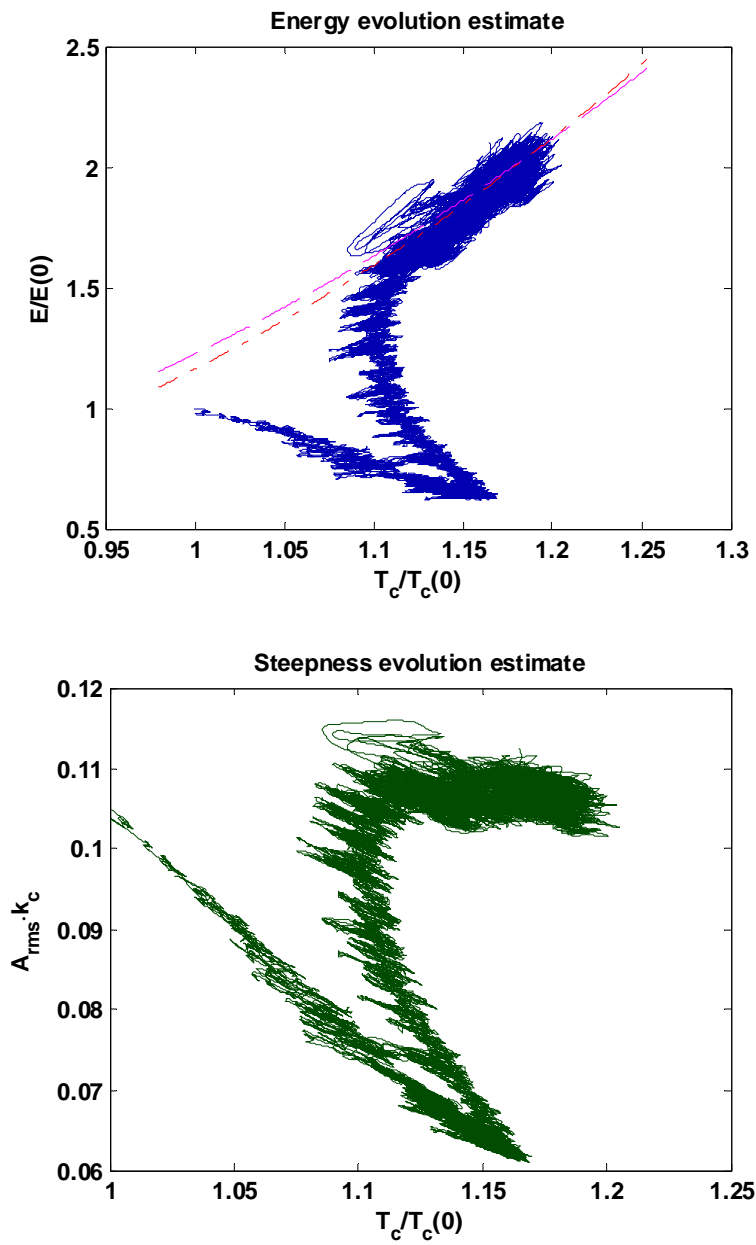 Energy evolution estimate
2.5
2
1.5
1
0.5
E/E(0)
0.95 1 1.05 1.1 1.15 1.2 1.25 1.3
T_c/T_c(0)
Steepness evolution estimate
0.12
0.11
0.1
0.09
0.08
0.07
0.06
A_rms.k_c
1 1.05 1.1 1.15 1.2 1.25
T_c/T_c(0)